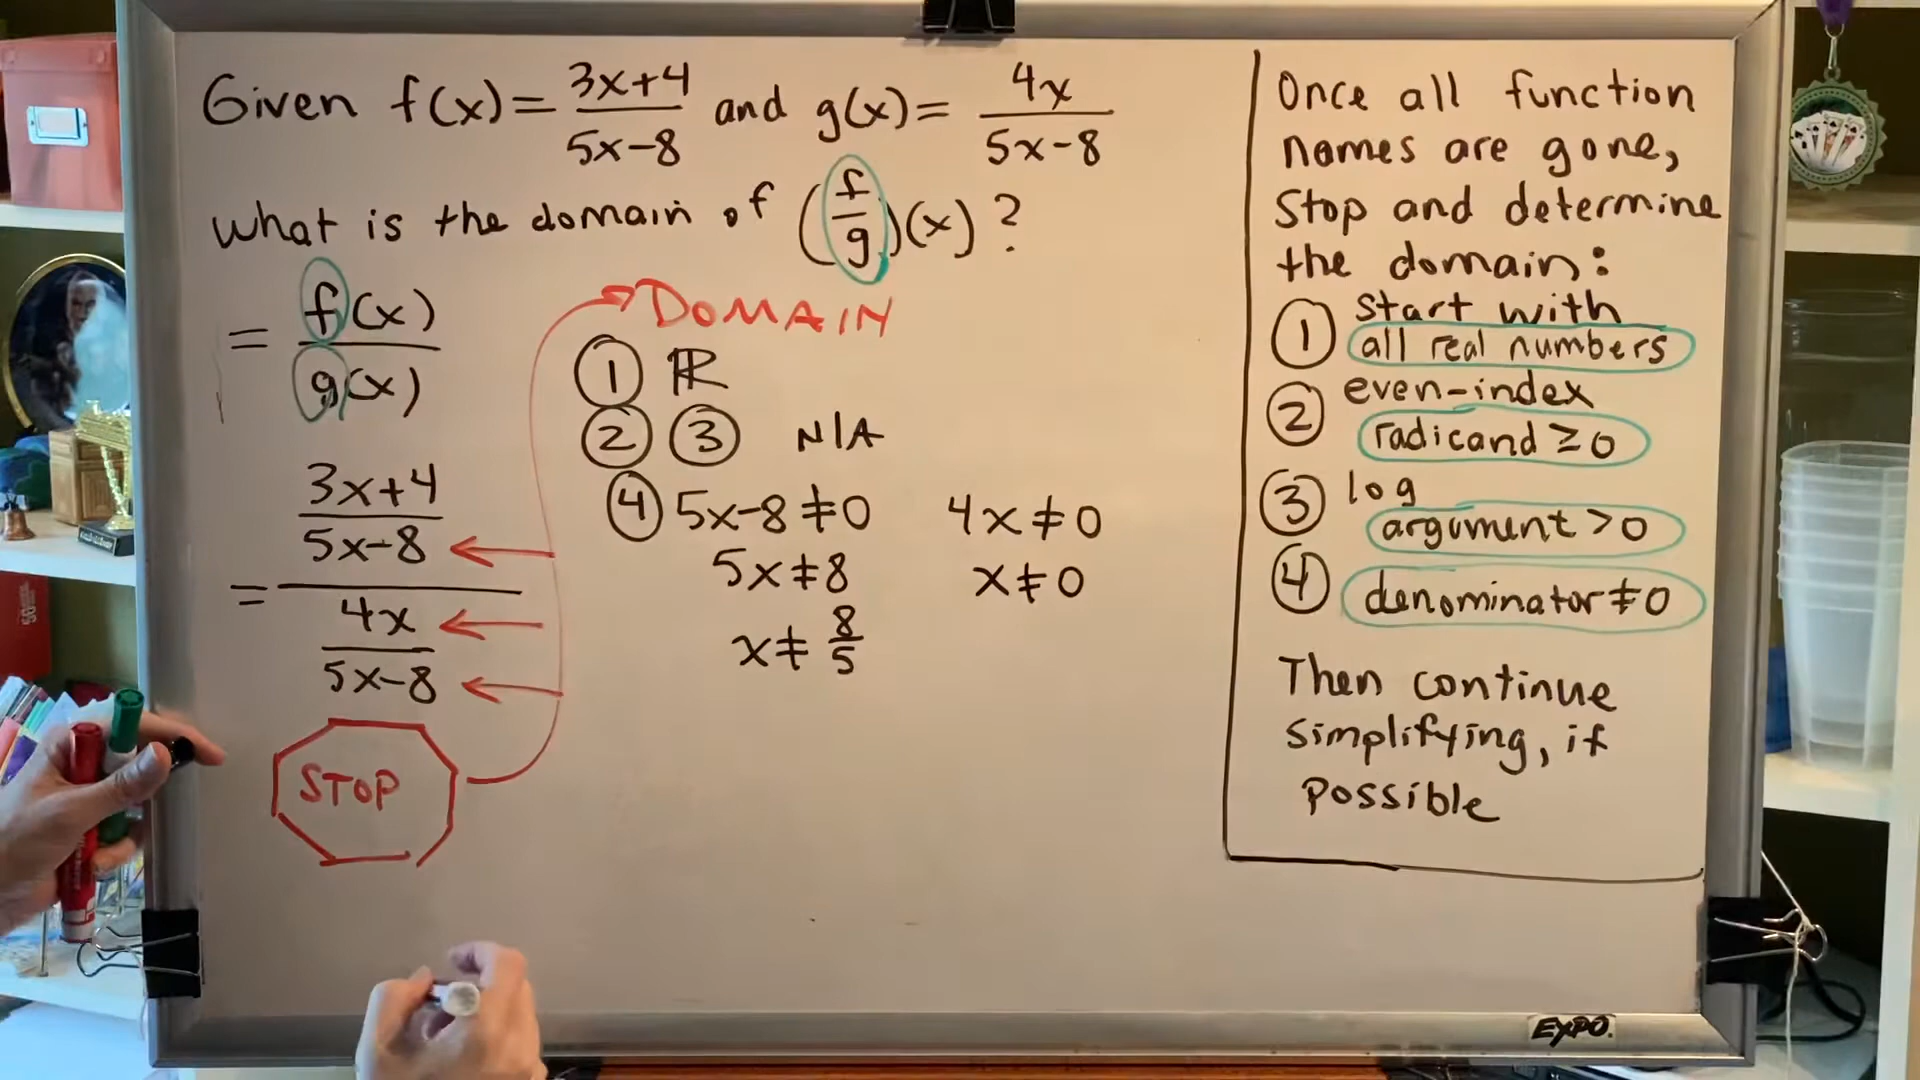 Given f(x) = 3x+4 / 5x-8 and g(x) = 4x / 5x-8
what is the domain of (f/g)(x)?
= f(x) / g(x)
3x+4
5x-8
=
4x
5x-8
STOP
DOMAIN
① ℝ
② ③ N/A
④ 5x-8≠0 4x≠0
5x≠8 x≠0
x≠ 8/5
Once all function
names are gone,
Stop and determine
the domain:
① start with
all real numbers
② even-index
radicand ≥0
③ log
argument >0
④ denominator ≠0
Then continue
simplifying, if
possible
EXPO.